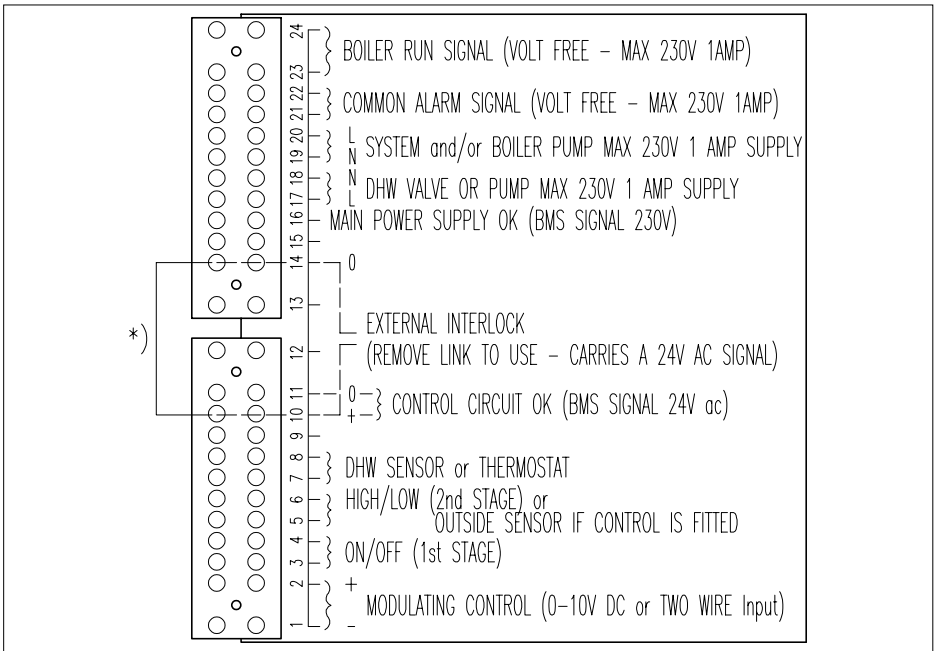 24
BOILER RUN SIGNAL (VOLT FREE – MAX 230V 1AMP)
23
22
COMMON ALARM SIGNAL (VOLT FREE – MAX 230V 1AMP)
21
20 L
SYSTEM and/or BOILER PUMP MAX 230V 1 AMP SUPPLY
19 N
18 N
DHW VALVE OR PUMP MAX 230V 1 AMP SUPPLY
17 L
16 MAIN POWER SUPPLY OK (BMS SIGNAL 230V)
15
14 0
13
*)
EXTERNAL INTERLOCK
12 (REMOVE LINK TO USE – CARRIES A 24V AC SIGNAL)
11 0
CONTROL CIRCUIT OK (BMS SIGNAL 24V ac)
10 +
9
8
DHW SENSOR or THERMOSTAT
7
6 HIGH/LOW (2nd STAGE) or
5 OUTSIDE SENSOR IF CONTROL IS FITTED
4
ON/OFF (1st STAGE)
3
2 +
MODULATING CONTROL (0–10V DC or TWO WIRE Input)
1 –